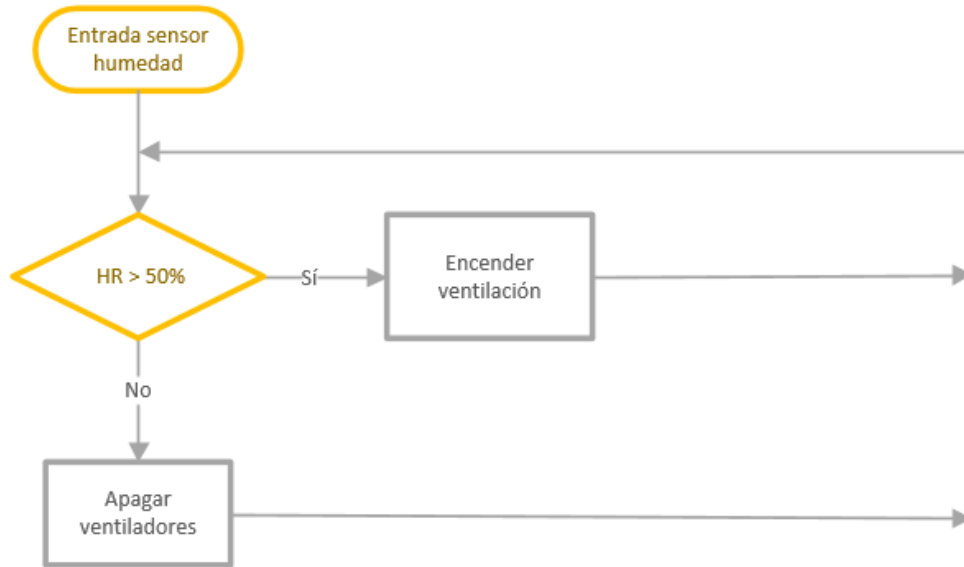 Entrada sensor
humedad
HR > 50%
Sí
Encender
ventilación
No
Apagar
ventiladores